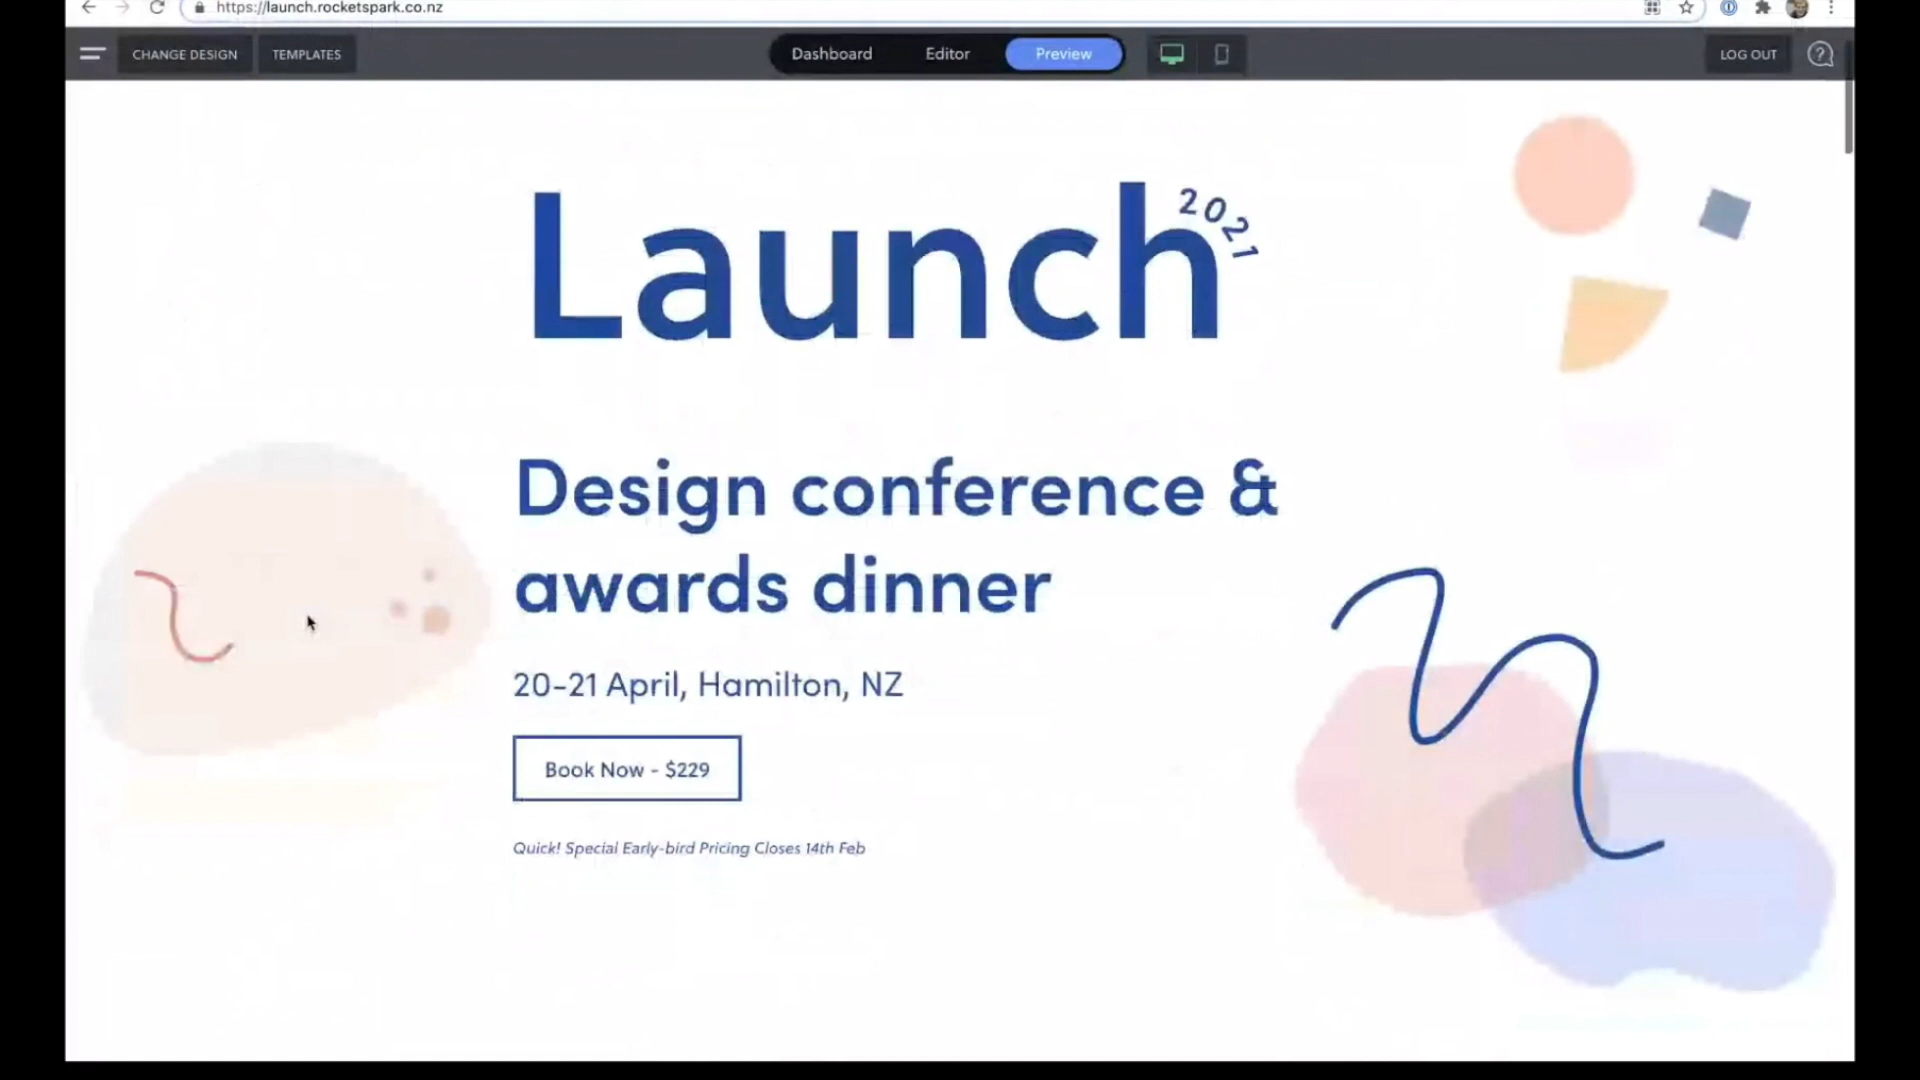 https://launch.rocketspark.co.nz
CHANGE DESIGN TEMPLATES Dashboard Editor Preview LOG OUT ?
Launch 2021
Design conference &
awards dinner
20-21 April, Hamilton, NZ
Book Now - $229
Quick! Special Early-bird Pricing Closes 14th Feb